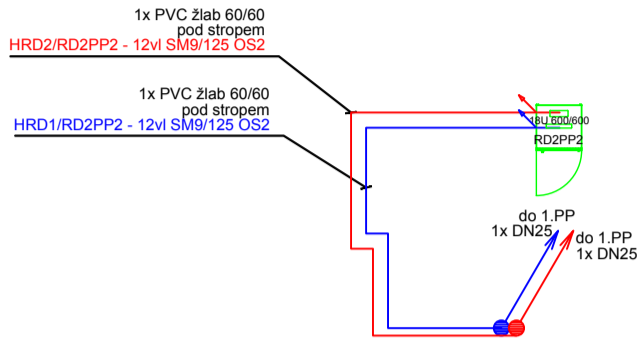 1x PVC žlab 60/60
pod stropem
HRD2/RD2PP2 - 12vl SM9/125 OS2
1x PVC žlab 60/60
pod stropem
HRD1/RD2PP2 - 12vl SM9/125 OS2
18U 600/600
RD2PP2
do 1.PP
1x DN25
do 1.PP
1x DN25